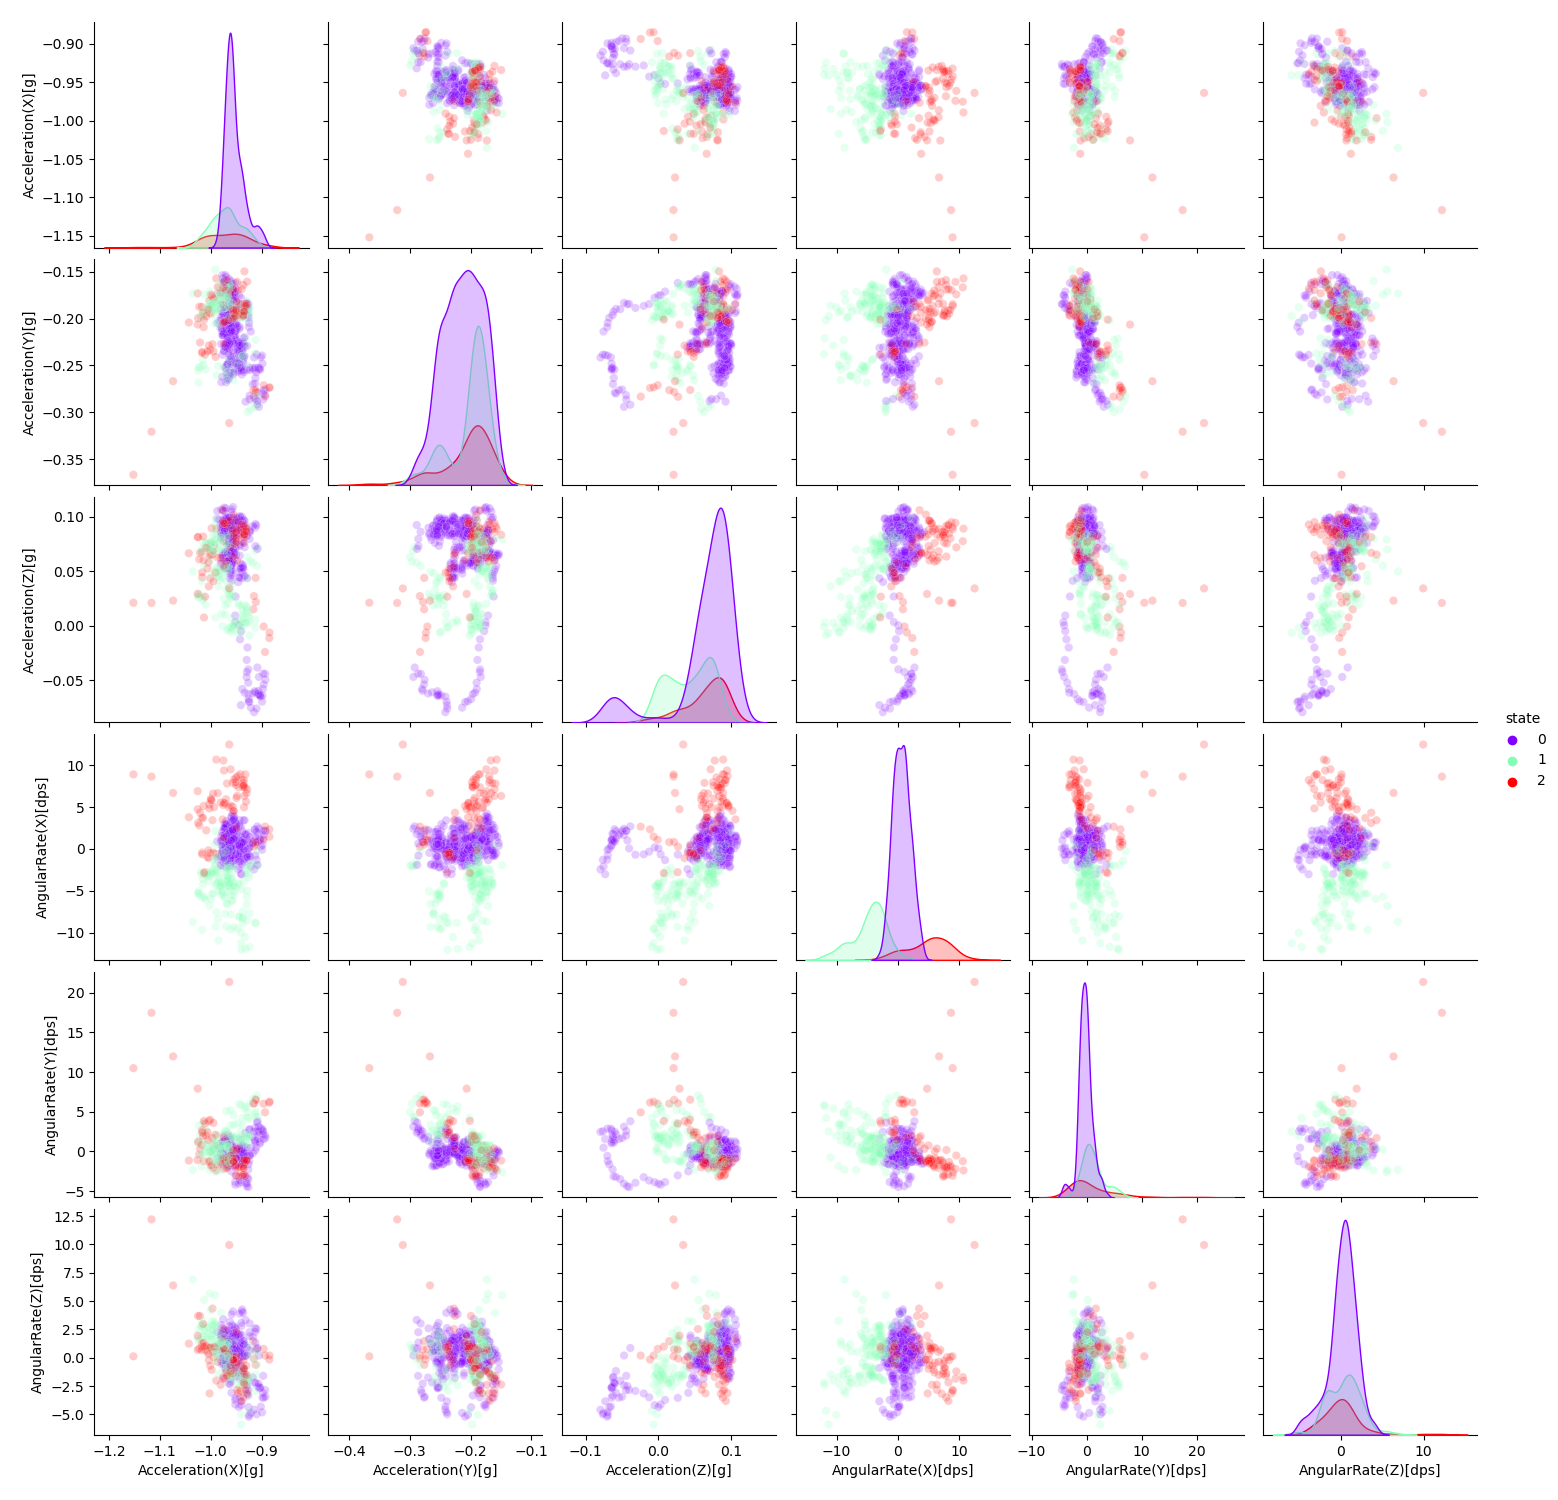 −0.90
−0.95
−1.00
−1.05
−1.10
−1.15
Acceleration(X)[g]
−0.15
−0.20
−0.25
−0.30
−0.35
Acceleration(Y)[g]
0.10
0.05
0.00
−0.05
Acceleration(Z)[g]
state
0
1
2
10
5
0
−5
−10
AngularRate(X)[dps]
20
15
10
5
0
−5
AngularRate(Y)[dps]
12.5
10.0
7.5
5.0
2.5
0.0
−2.5
−5.0
AngularRate(Z)[dps]
−1.2 −1.1 −1.0 −0.9
−0.4 −0.3 −0.2 −0.1
−0.1 0.0 0.1
−10 0 10
−10 0 10 20
0 10
Acceleration(X)[g]
Acceleration(Y)[g]
Acceleration(Z)[g]
AngularRate(X)[dps]
AngularRate(Y)[dps]
AngularRate(Z)[dps]